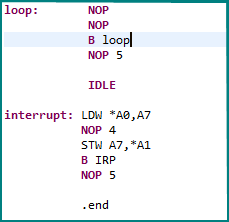 loop: NOP
NOP
B loop
NOP 5
IDLE
interrupt: LDW *A0,A7
NOP 4
STW A7,*A1
B IRP
NOP 5
.end